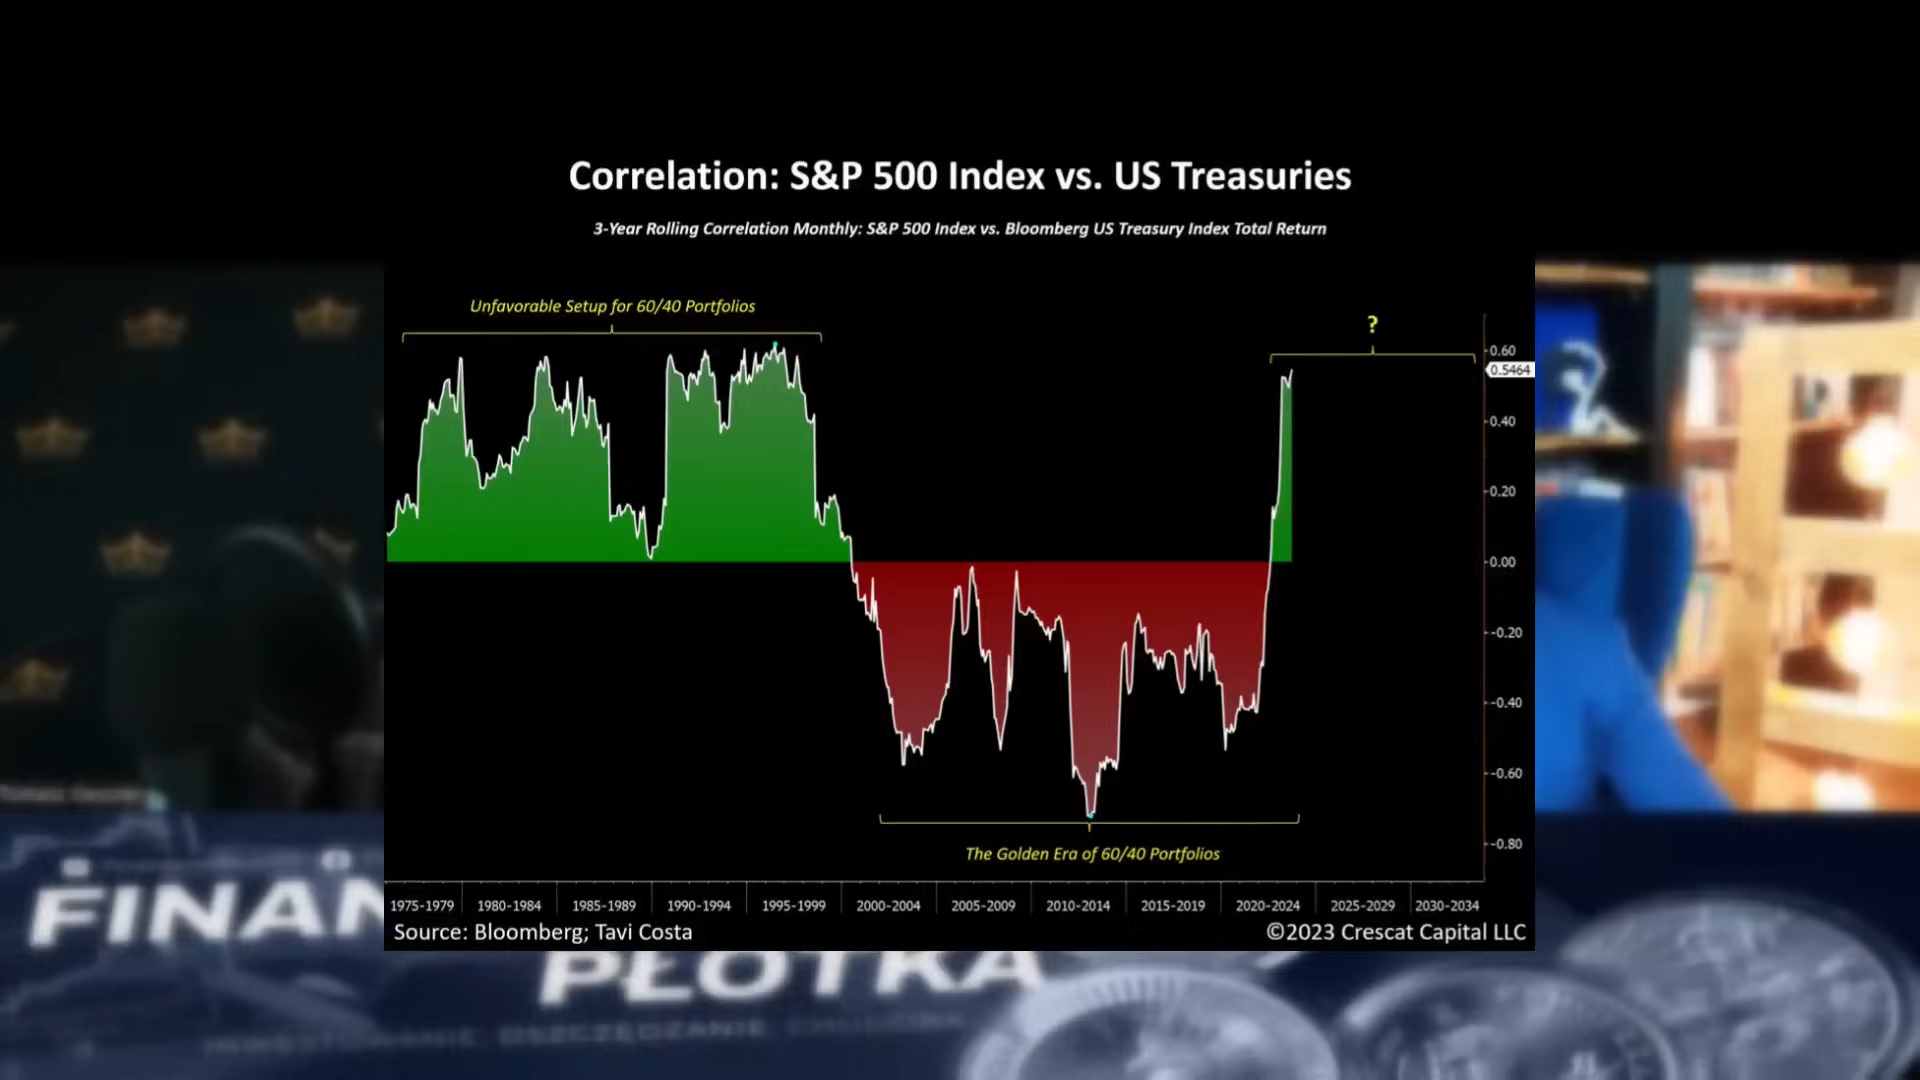 Correlation: S&P 500 Index vs. US Treasuries
3-Year Rolling Correlation Monthly: S&P 500 Index vs. Bloomberg US Treasury Index Total Return
Unfavorable Setup for 60/40 Portfolios
?
0.60
0.5464
0.40
0.20
0.00
-0.20
-0.40
-0.60
-0.80
The Golden Era of 60/40 Portfolios
1975-1979 1980-1984 1985-1989 1990-1994 1995-1999 2000-2004 2005-2009 2010-2014 2015-2019 2020-2024 2025-2029 2030-2034
Source: Bloomberg; Tavi Costa
©2023 Crescat Capital LLC
PŁOTKA
INWESTOWANIE. OSZCZĘDZANIE.